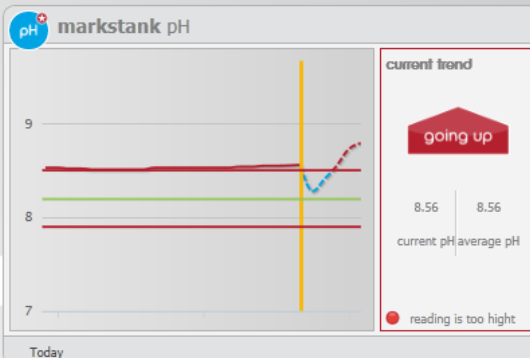 pH markstank pH
current trend
going up
9
8
7
8.56 8.56
current pH average pH
reading is too hight
Today